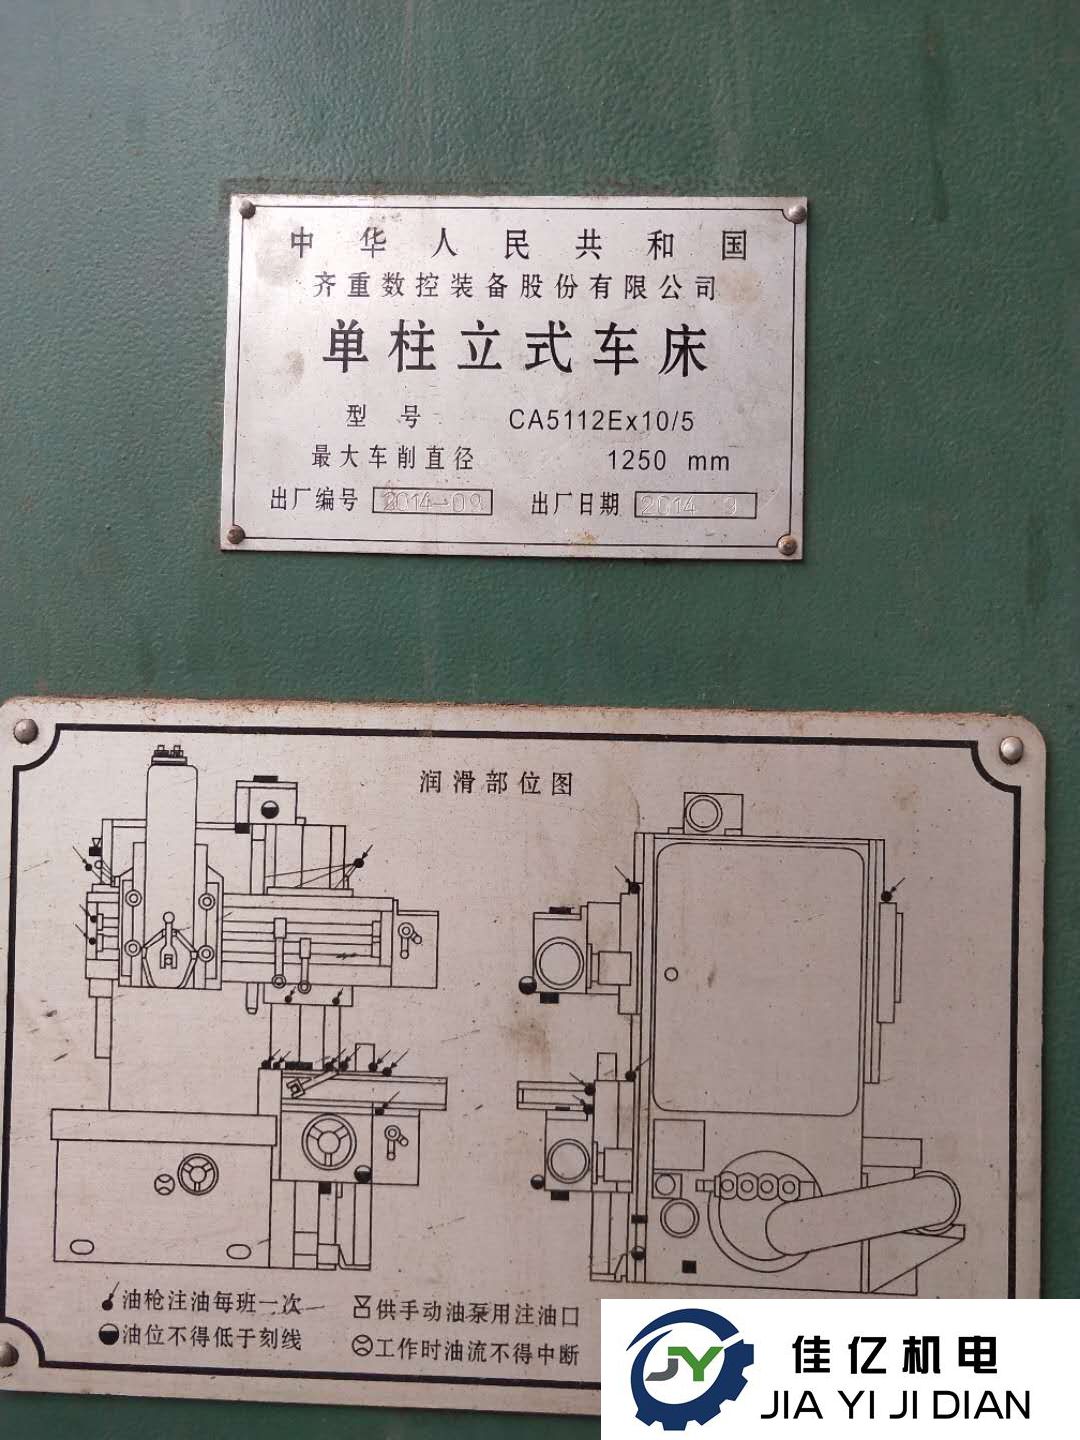 中华人民共和国
齐重数控装备股份有限公司
单柱立式车床
型号 CA5112Ex10/5
最大车削直径 1250 mm
出厂编号 2014-09 出厂日期 2014 9
润滑部位图
油枪注油每班一次 供手动油泵用注油口
油位不得低于刻线 工作时油流不得中断
JY 佳亿机电
JIA YI JI DIAN